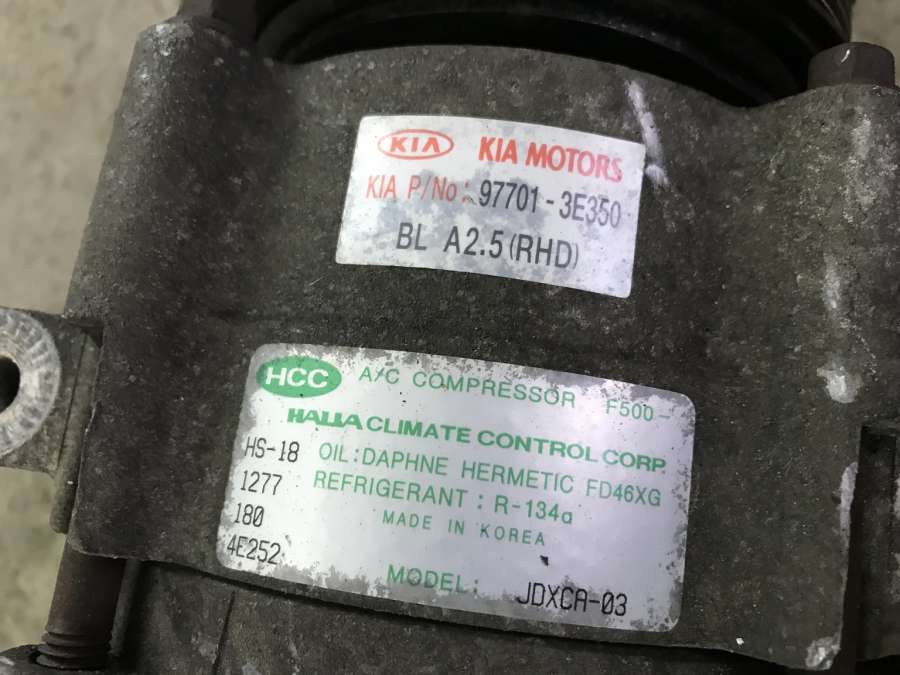 KIA KIA MOTORS
KIA P/No: 97701-3E350
BL A2.5(RHD)
HCC A/C COMPRESSOR F500-
HALLA CLIMATE CONTROL CORP.
HS-18 OIL:DAPHNE HERMETIC FD46XG
1277 REFRIGERANT : R-134a
180 MADE IN KOREA
4E252
MODEL: JDXCA-03